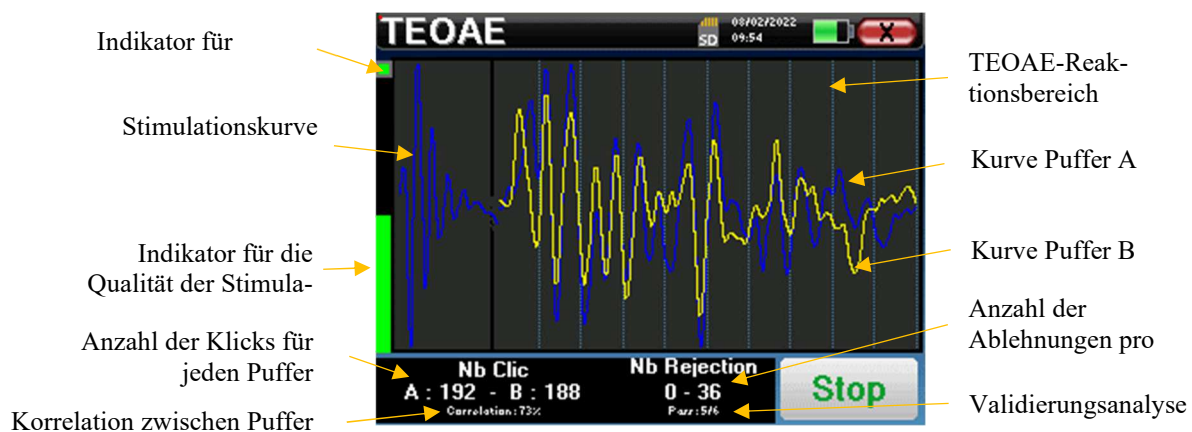 TEOAE
SD
08/02/2022
09:54
X
Indikator für
Stimulationskurve
Indikator für die
Qualität der Stimula-
Anzahl der Klicks für
jeden Puffer
Korrelation zwischen Puffer
TEOAE-Reak-
tionsbereich
Kurve Puffer A
Kurve Puffer B
Anzahl der
Ablehnungen pro
Validierungsanalyse
Nb Clic
A : 192 - B : 188
Correlation:73%
Nb Rejection
0 - 36
Pass:5/6
Stop